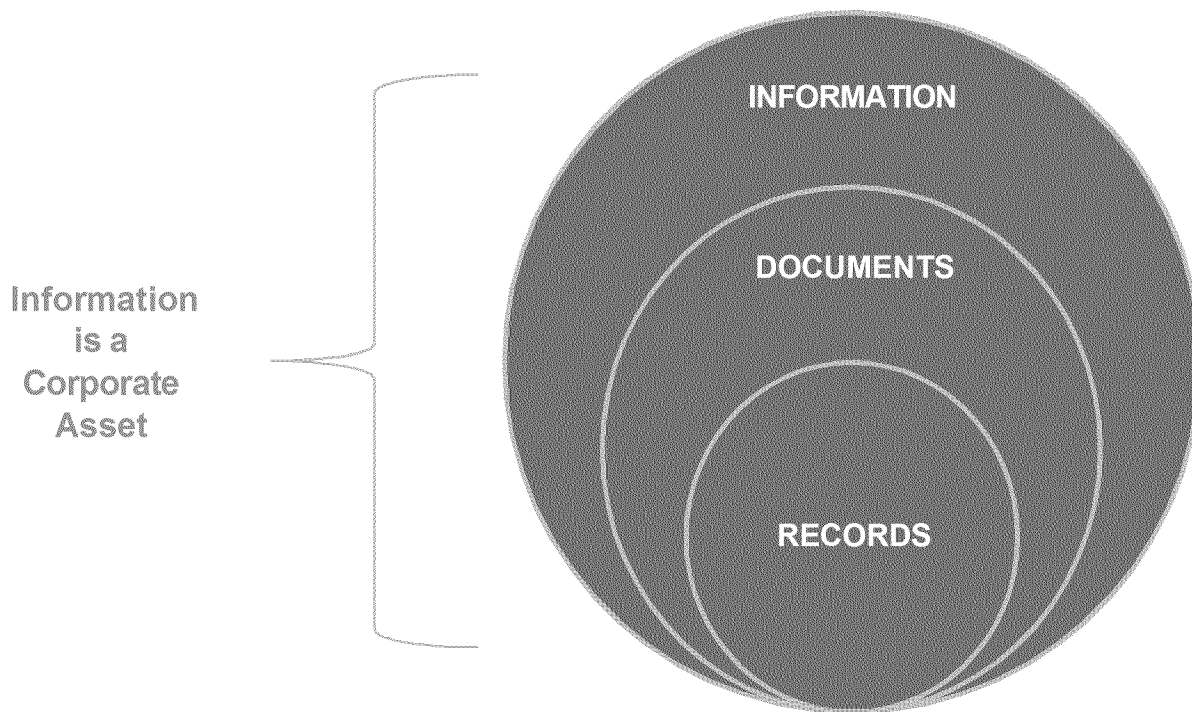 Information
is a
Corporate
Asset
INFORMATION
DOCUMENTS
RECORDS